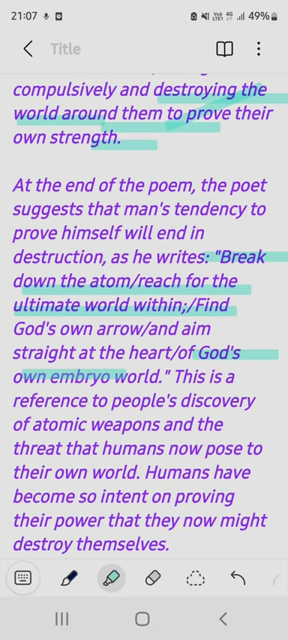 21:07
49%
Title
compulsively and destroying the
world around them to prove their
own strength.
At the end of the poem, the poet
suggests that man's tendency to
prove himself will end in
destruction, as he writes: "Break
down the atom/reach for the
ultimate world within;/Find
God's own arrow/and aim
straight at the heart/of God's
own embryo world." This is a
reference to people's discovery
of atomic weapons and the
threat that humans now pose to
their own world. Humans have
become so intent on proving
their power that they now might
destroy themselves.